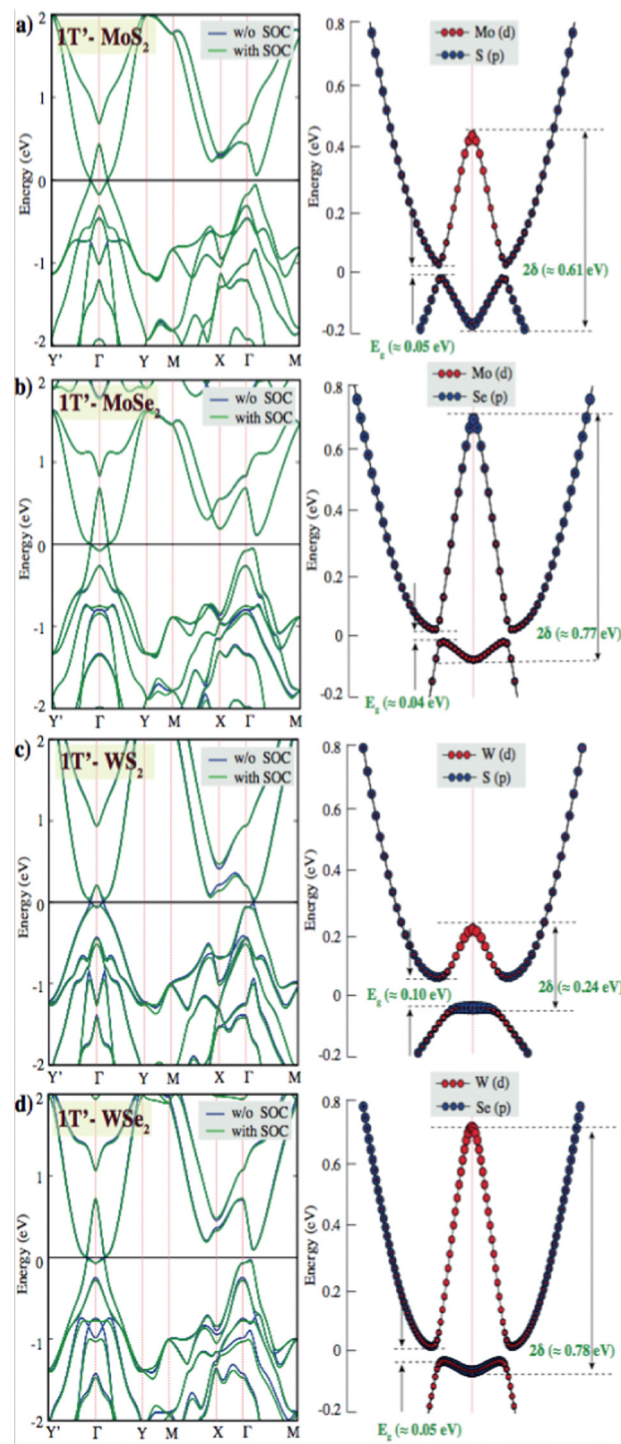 a)
1T’- MoS2
w/o SOC
with SOC
Energy (eV)
2
1
0
-1
-2
Y’ Γ Y M X Γ M
Mo (d)
S (p)
Energy (eV)
0.8
0.6
0.4
0.2
0
-0.2
2δ (≈ 0.61 eV)
Eg (≈ 0.05 eV)
b)
1T’- MoSe2
w/o SOC
with SOC
Energy (eV)
2
1
0
-1
-2
Y’ Γ Y M X Γ M
Mo (d)
Se (p)
Energy (eV)
0.8
0.6
0.4
0.2
0
-0.2
2δ (≈ 0.77 eV)
Eg (≈ 0.04 eV)
c)
1T’- WS2
w/o SOC
with SOC
Energy (eV)
2
1
0
-1
-2
Y’ Γ Y M X Γ M
W (d)
S (p)
Energy (eV)
0.8
0.6
0.4
0.2
0
-0.2
Eg (≈ 0.10 eV)
2δ (≈ 0.24 eV)
d)
1T’- WSe2
w/o SOC
with SOC
Energy (eV)
2
1
0
-1
-2
Y’ Γ Y M X Γ M
W (d)
Se (p)
Energy (eV)
0.8
0.6
0.4
0.2
0
-0.2
2δ (≈ 0.78 eV)
Eg (≈ 0.05 eV)